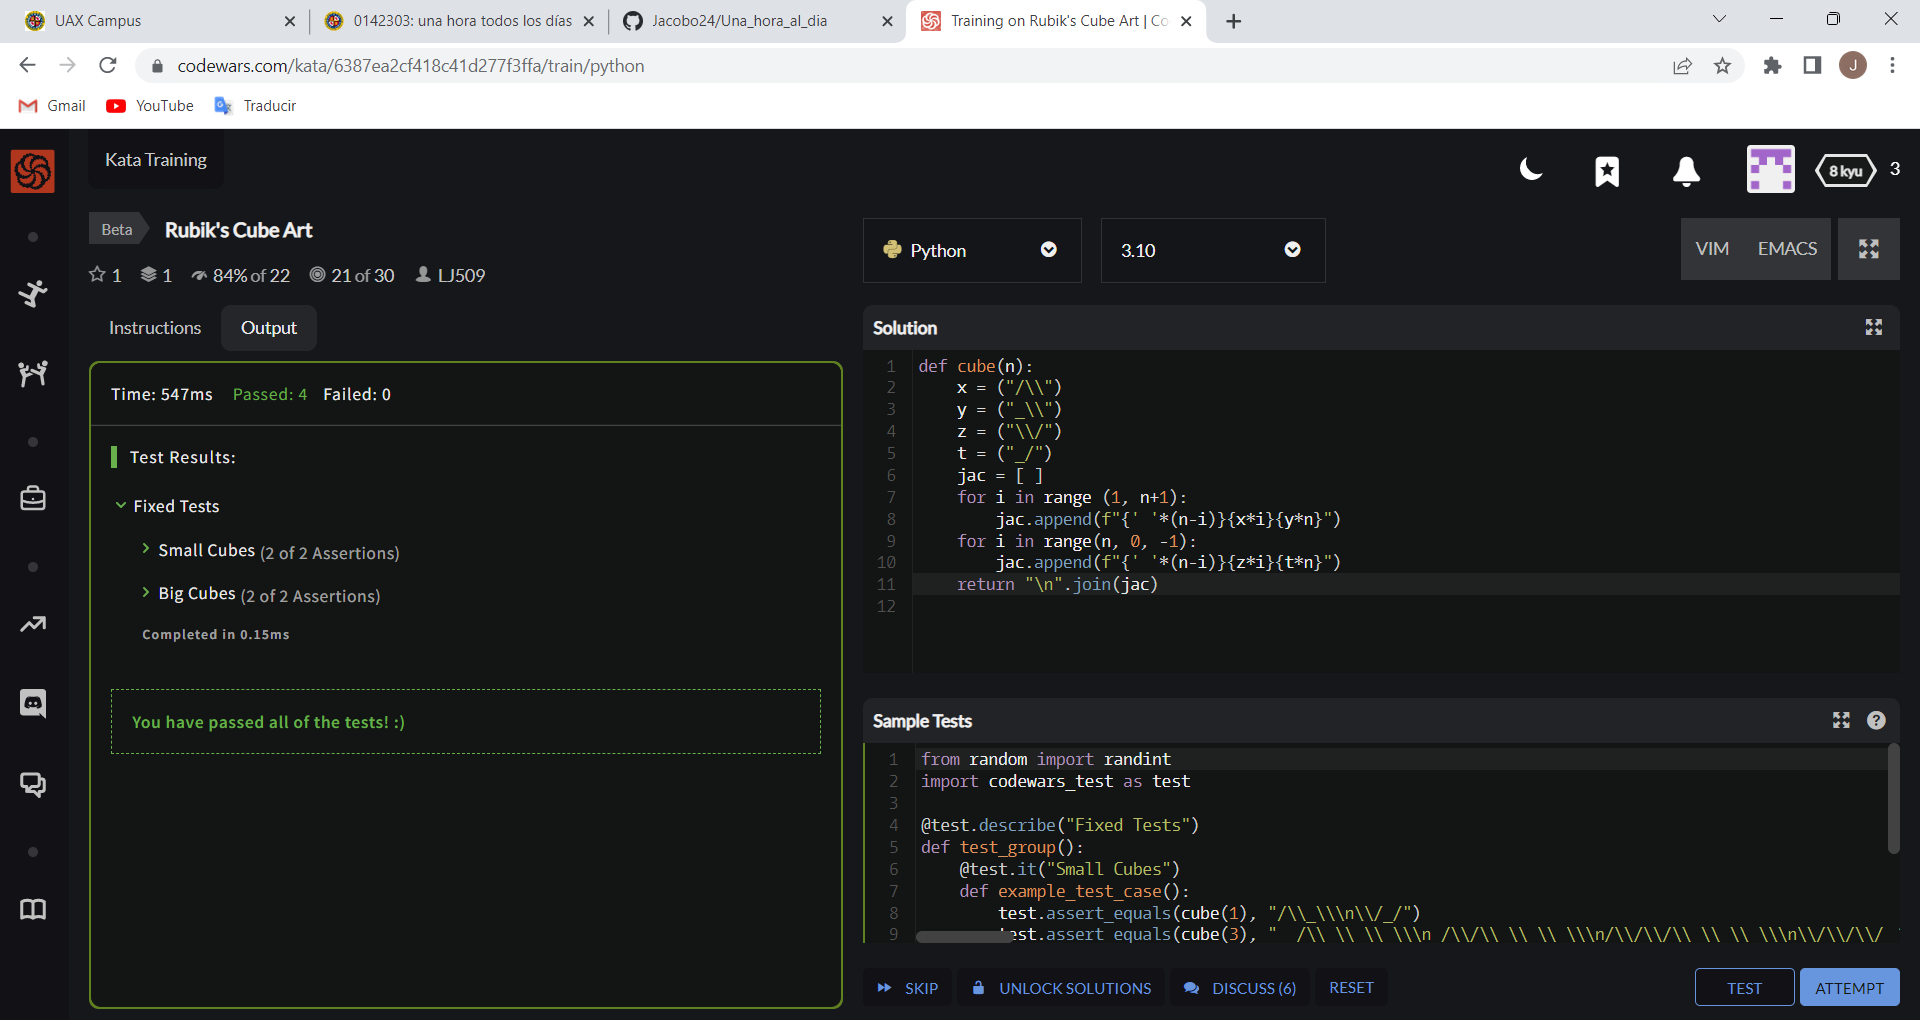 UAX Campus
0142303: una hora todos los días
Jacobo24/Una_hora_al_dia
Training on Rubik's Cube Art | Co
codewars.com/kata/6387ea2cf418c41d277f3ffa/train/python
J
Gmail
YouTube
Traducir
Kata Training
8 kyu
3
Beta
Rubik's Cube Art
1 1 84% of 22 21 of 30 LJ509
Python
3.10
VIM EMACS
Instructions
Output
Time: 547ms Passed: 4 Failed: 0
Test Results:
Fixed Tests
Small Cubes (2 of 2 Assertions)
Big Cubes (2 of 2 Assertions)
Completed in 0.15ms
You have passed all of the tests! :)
Solution
1 def cube(n):
2     x = ("/\\")
3     y = ("_\\")
4     z = ("\\/")
5     t = ("_/")
6     jac = [ ]
7     for i in range (1, n+1):
8         jac.append(f"{' '*(n-i)}{x*i}{y*n}")
9     for i in range(n, 0, -1):
10         jac.append(f"{' '*(n-i)}{z*i}{t*n}")
11     return "\n".join(jac)
12
Sample Tests
1 from random import randint
2 import codewars_test as test
3
4 @test.describe("Fixed Tests")
5 def test_group():
6     @test.it("Small Cubes")
7     def example_test_case():
8         test.assert_equals(cube(1), "/\\_\\\n\\/_/")
9         test.assert equals(cube(3), "  /\\ \\ \\ \\\n /\\/\\ \\ \\ \\\n/\\/\\/\\ \\ \\ \\\n\\/\\/\\/
SKIP
UNLOCK SOLUTIONS
DISCUSS (6)
RESET
TEST
ATTEMPT